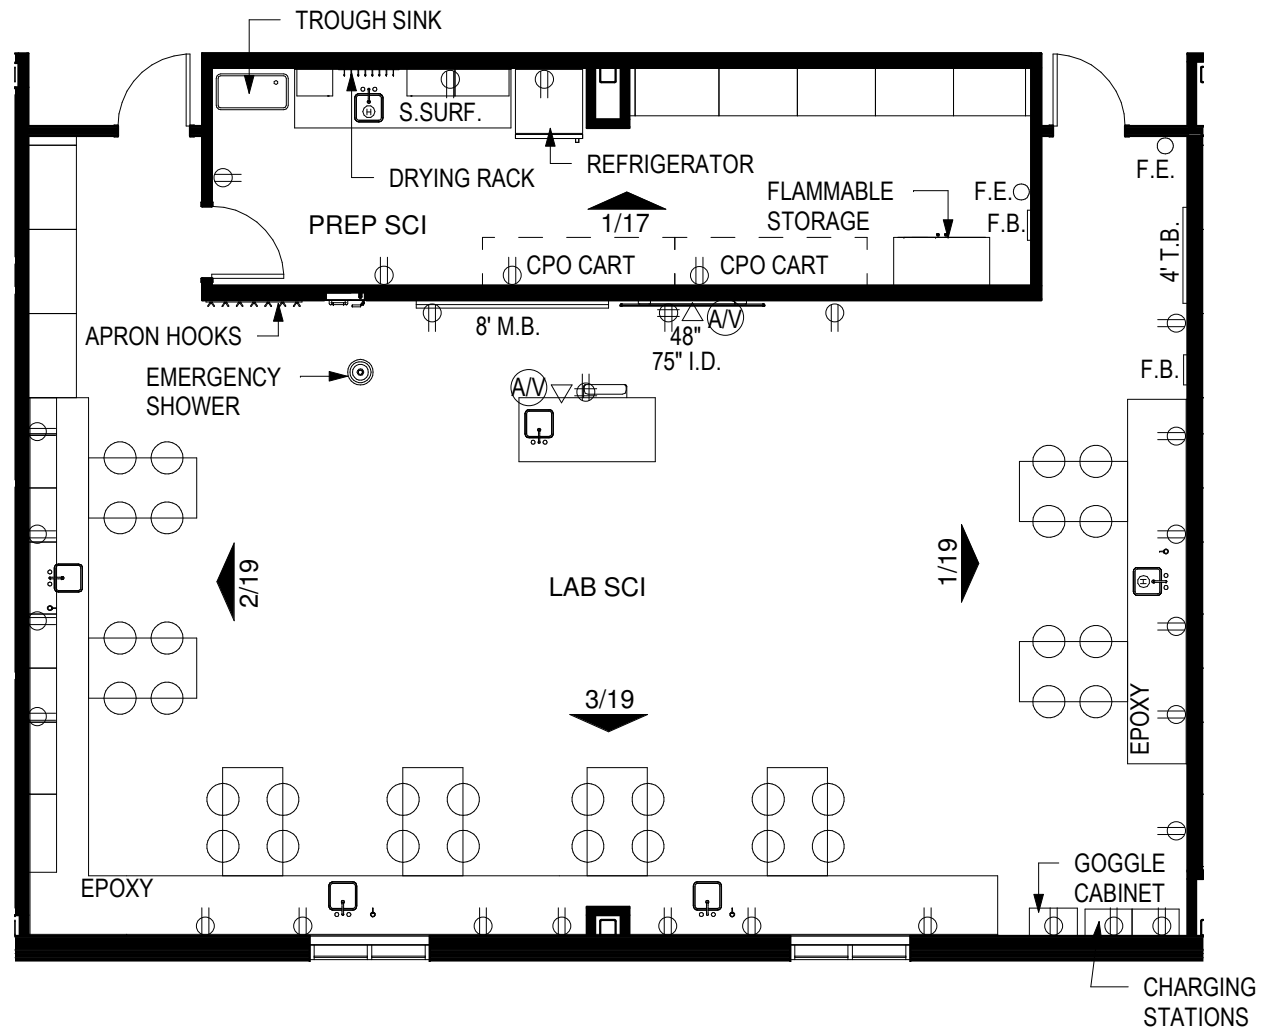 TROUGH SINK
S.SURF.
H
DRYING RACK
REFRIGERATOR
F.E.
FLAMMABLE
STORAGE
F.E.
F.B.
PREP SCI
1/17
4' T.B.
CPO CART
CPO CART
APRON HOOKS
8' M.B.
A/V
48"
75" I.D.
F.B.
EMERGENCY
SHOWER
A/V
2/19
LAB SCI
1/19
H
3/19
EPOXY
EPOXY
GOGGLE
CABINET
CHARGING
STATIONS